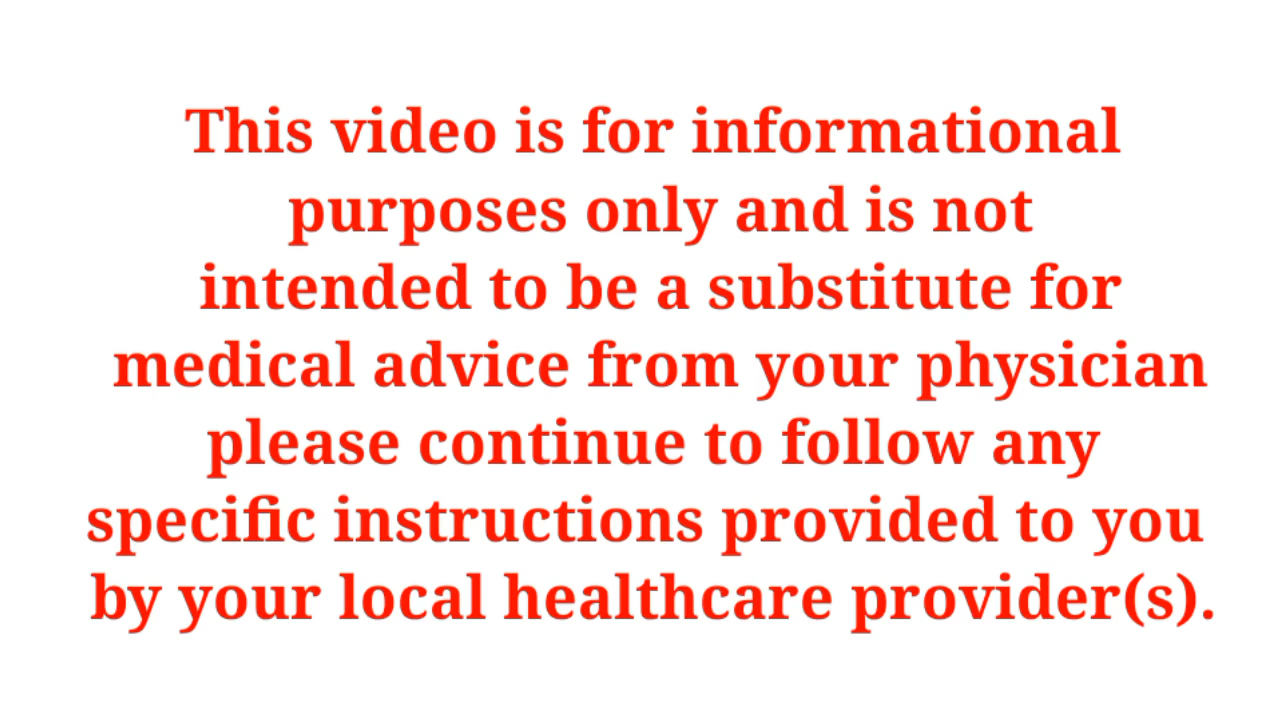 This video is for informational
purposes only and is not
intended to be a substitute for
medical advice from your physician
please continue to follow any
specific instructions provided to you
by your local healthcare provider(s).